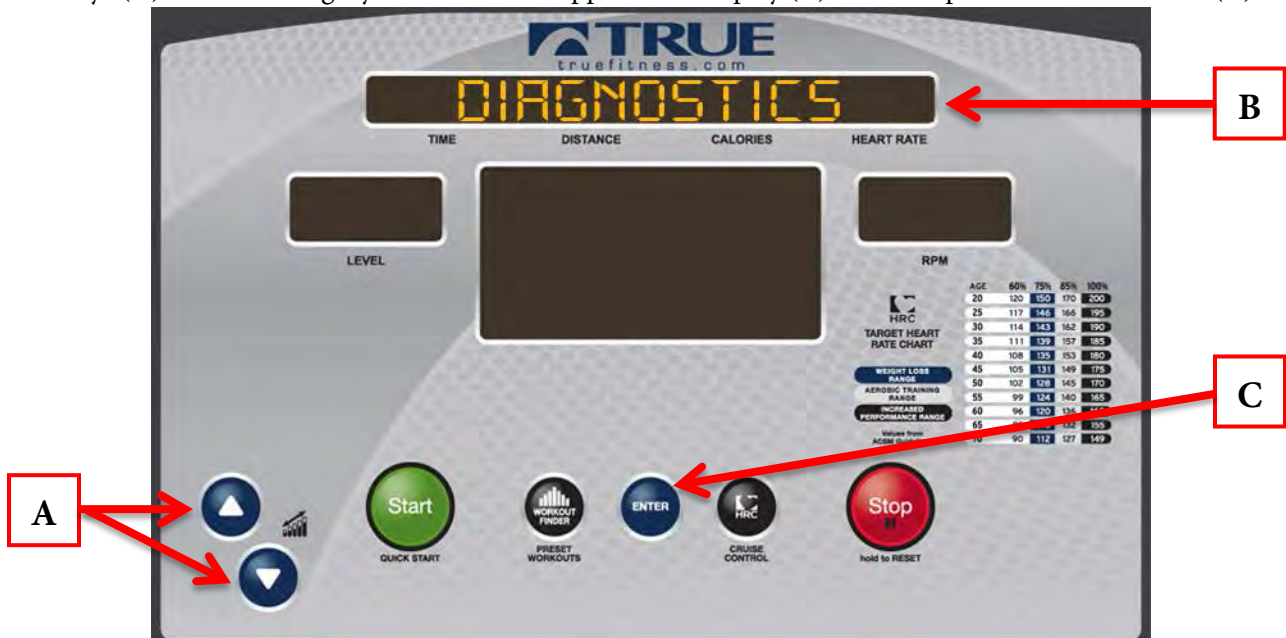 TRUE
truefitness.com
DIAGNOSTICS
B
TIME DISTANCE CALORIES HEART RATE
LEVEL
RPM
HRC
TARGET HEART
RATE CHART
WEIGHT LOSS
RANGE
AEROBIC TRAINING
RANGE
INCREASED
PERFORMANCE RANGE
Values from
ACSM
AGE 60% 75% 85% 100%
20 120 150 170 200
25 117 146 166 195
30 114 143 162 190
35 111 139 157 185
40 108 135 153 180
45 105 131 149 175
50 102 128 145 170
55 99 124 140 165
60 96 120 136
65 132 155
70 90 112 127 149
C
A
Start
QUICK START
WORKOUT
FINDER
PRESET
WORKOUTS
ENTER
HRC
CRUISE
CONTROL
Stop
hold to RESET